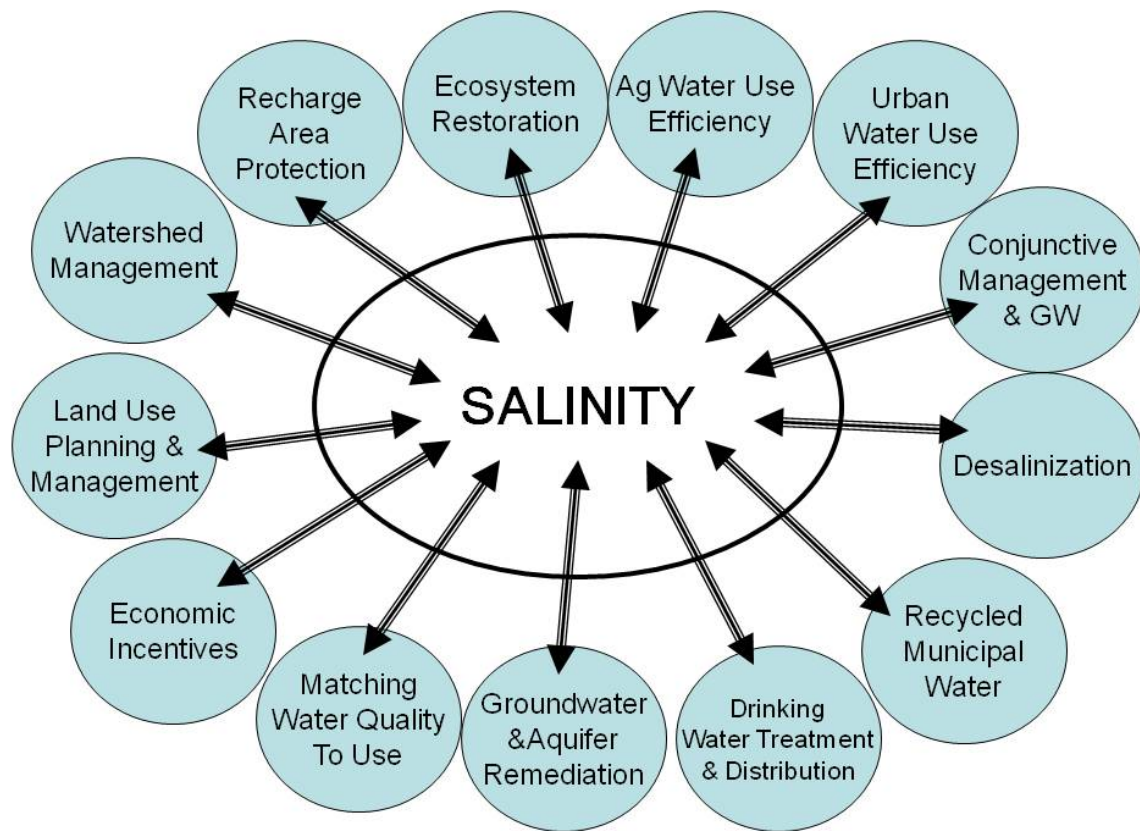 Recharge
Area
Protection
Ecosystem
Restoration
Ag Water Use
Efficiency
Urban
Water Use
Efficiency
Watershed
Management
Conjunctive
Management
& GW
SALINITY
Land Use
Planning &
Management
Desalinization
Economic
Incentives
Recycled
Municipal
Water
Matching
Water Quality
To Use
Groundwater
&Aquifer
Remediation
Drinking
Water Treatment
& Distribution